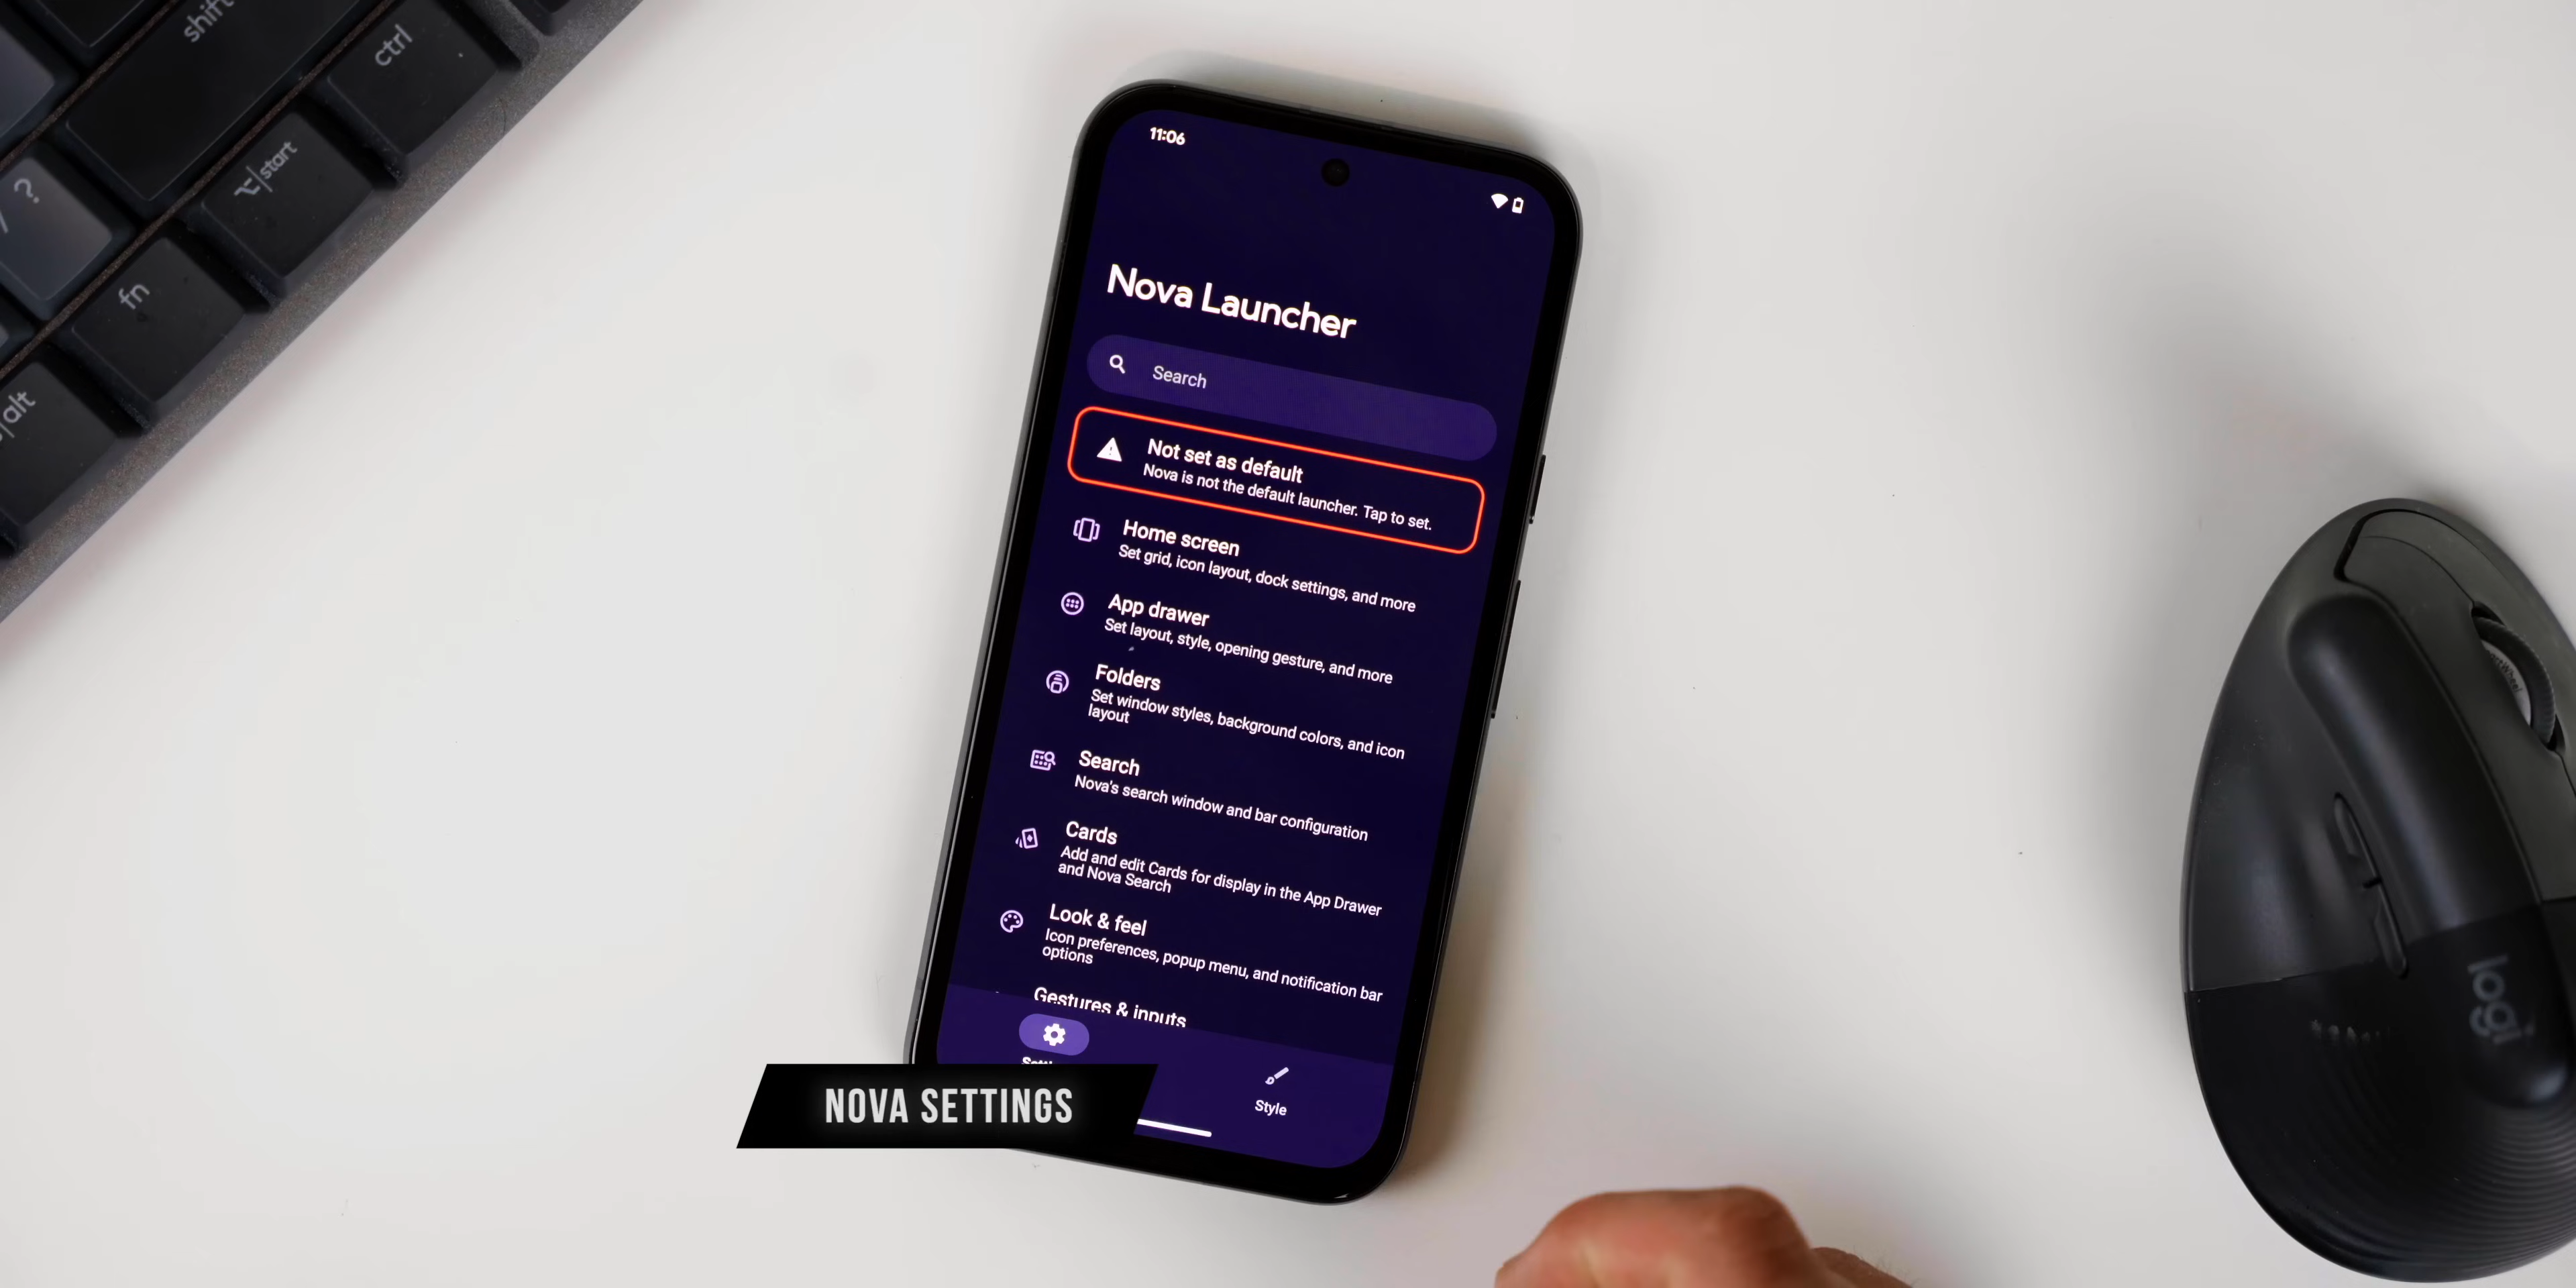 shift
ctrl
start
/ ?
fn
alt
11:06
Nova Launcher
Search
Not set as default
Nova is not the default launcher. Tap to set.
Home screen
Set grid, icon layout, dock settings, and more
App drawer
Set layout, style, opening gesture, and more
Folders
Set window styles, background colors, and icon
layout
Search
Nova's search window and bar configuration
Cards
Add and edit Cards for display in the App Drawer
and Nova Search
Look & feel
Icon preferences, popup menu, and notification bar
options
Gestures & inputs
Style
NOVA SETTINGS
logi